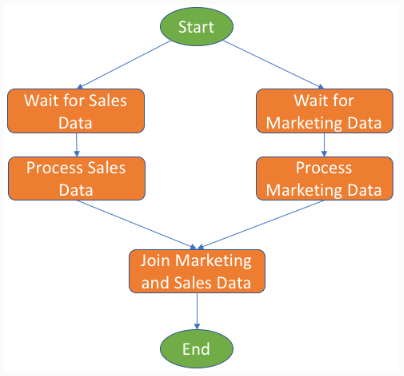 Start
Wait for Sales
Data
Wait for
Marketing Data
Process Sales
Data
Process
Marketing Data
Join Marketing
and Sales Data
End